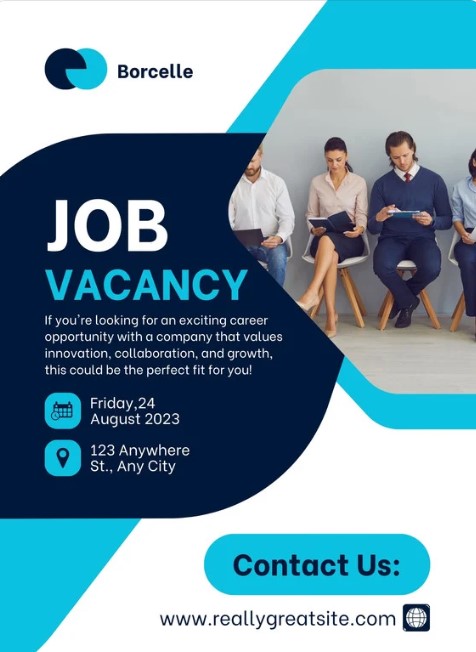 Borcelle
JOB
VACANCY
If you're looking for an exciting career
opportunity with a company that values
innovation, collaboration, and growth,
this could be the perfect fit for you!
Friday,24
August 2023
123 Anywhere
St., Any City
Contact Us:
www.reallygreatsite.com